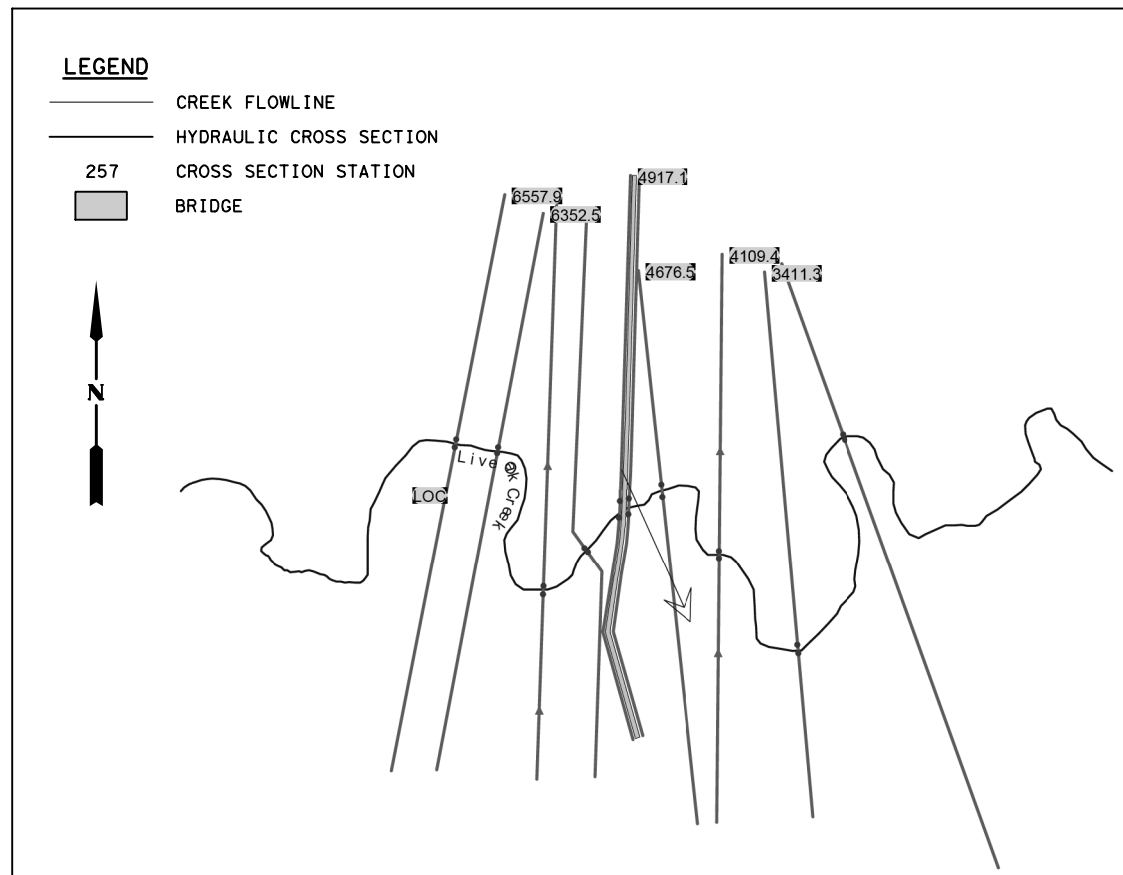 LEGEND
CREEK FLOWLINE
HYDRAULIC CROSS SECTION
257 CROSS SECTION STATION
BRIDGE
4917.1
6557.9
6352.5
4109.4
4676.5
3411.3
N
Live Oak Creek
LOC